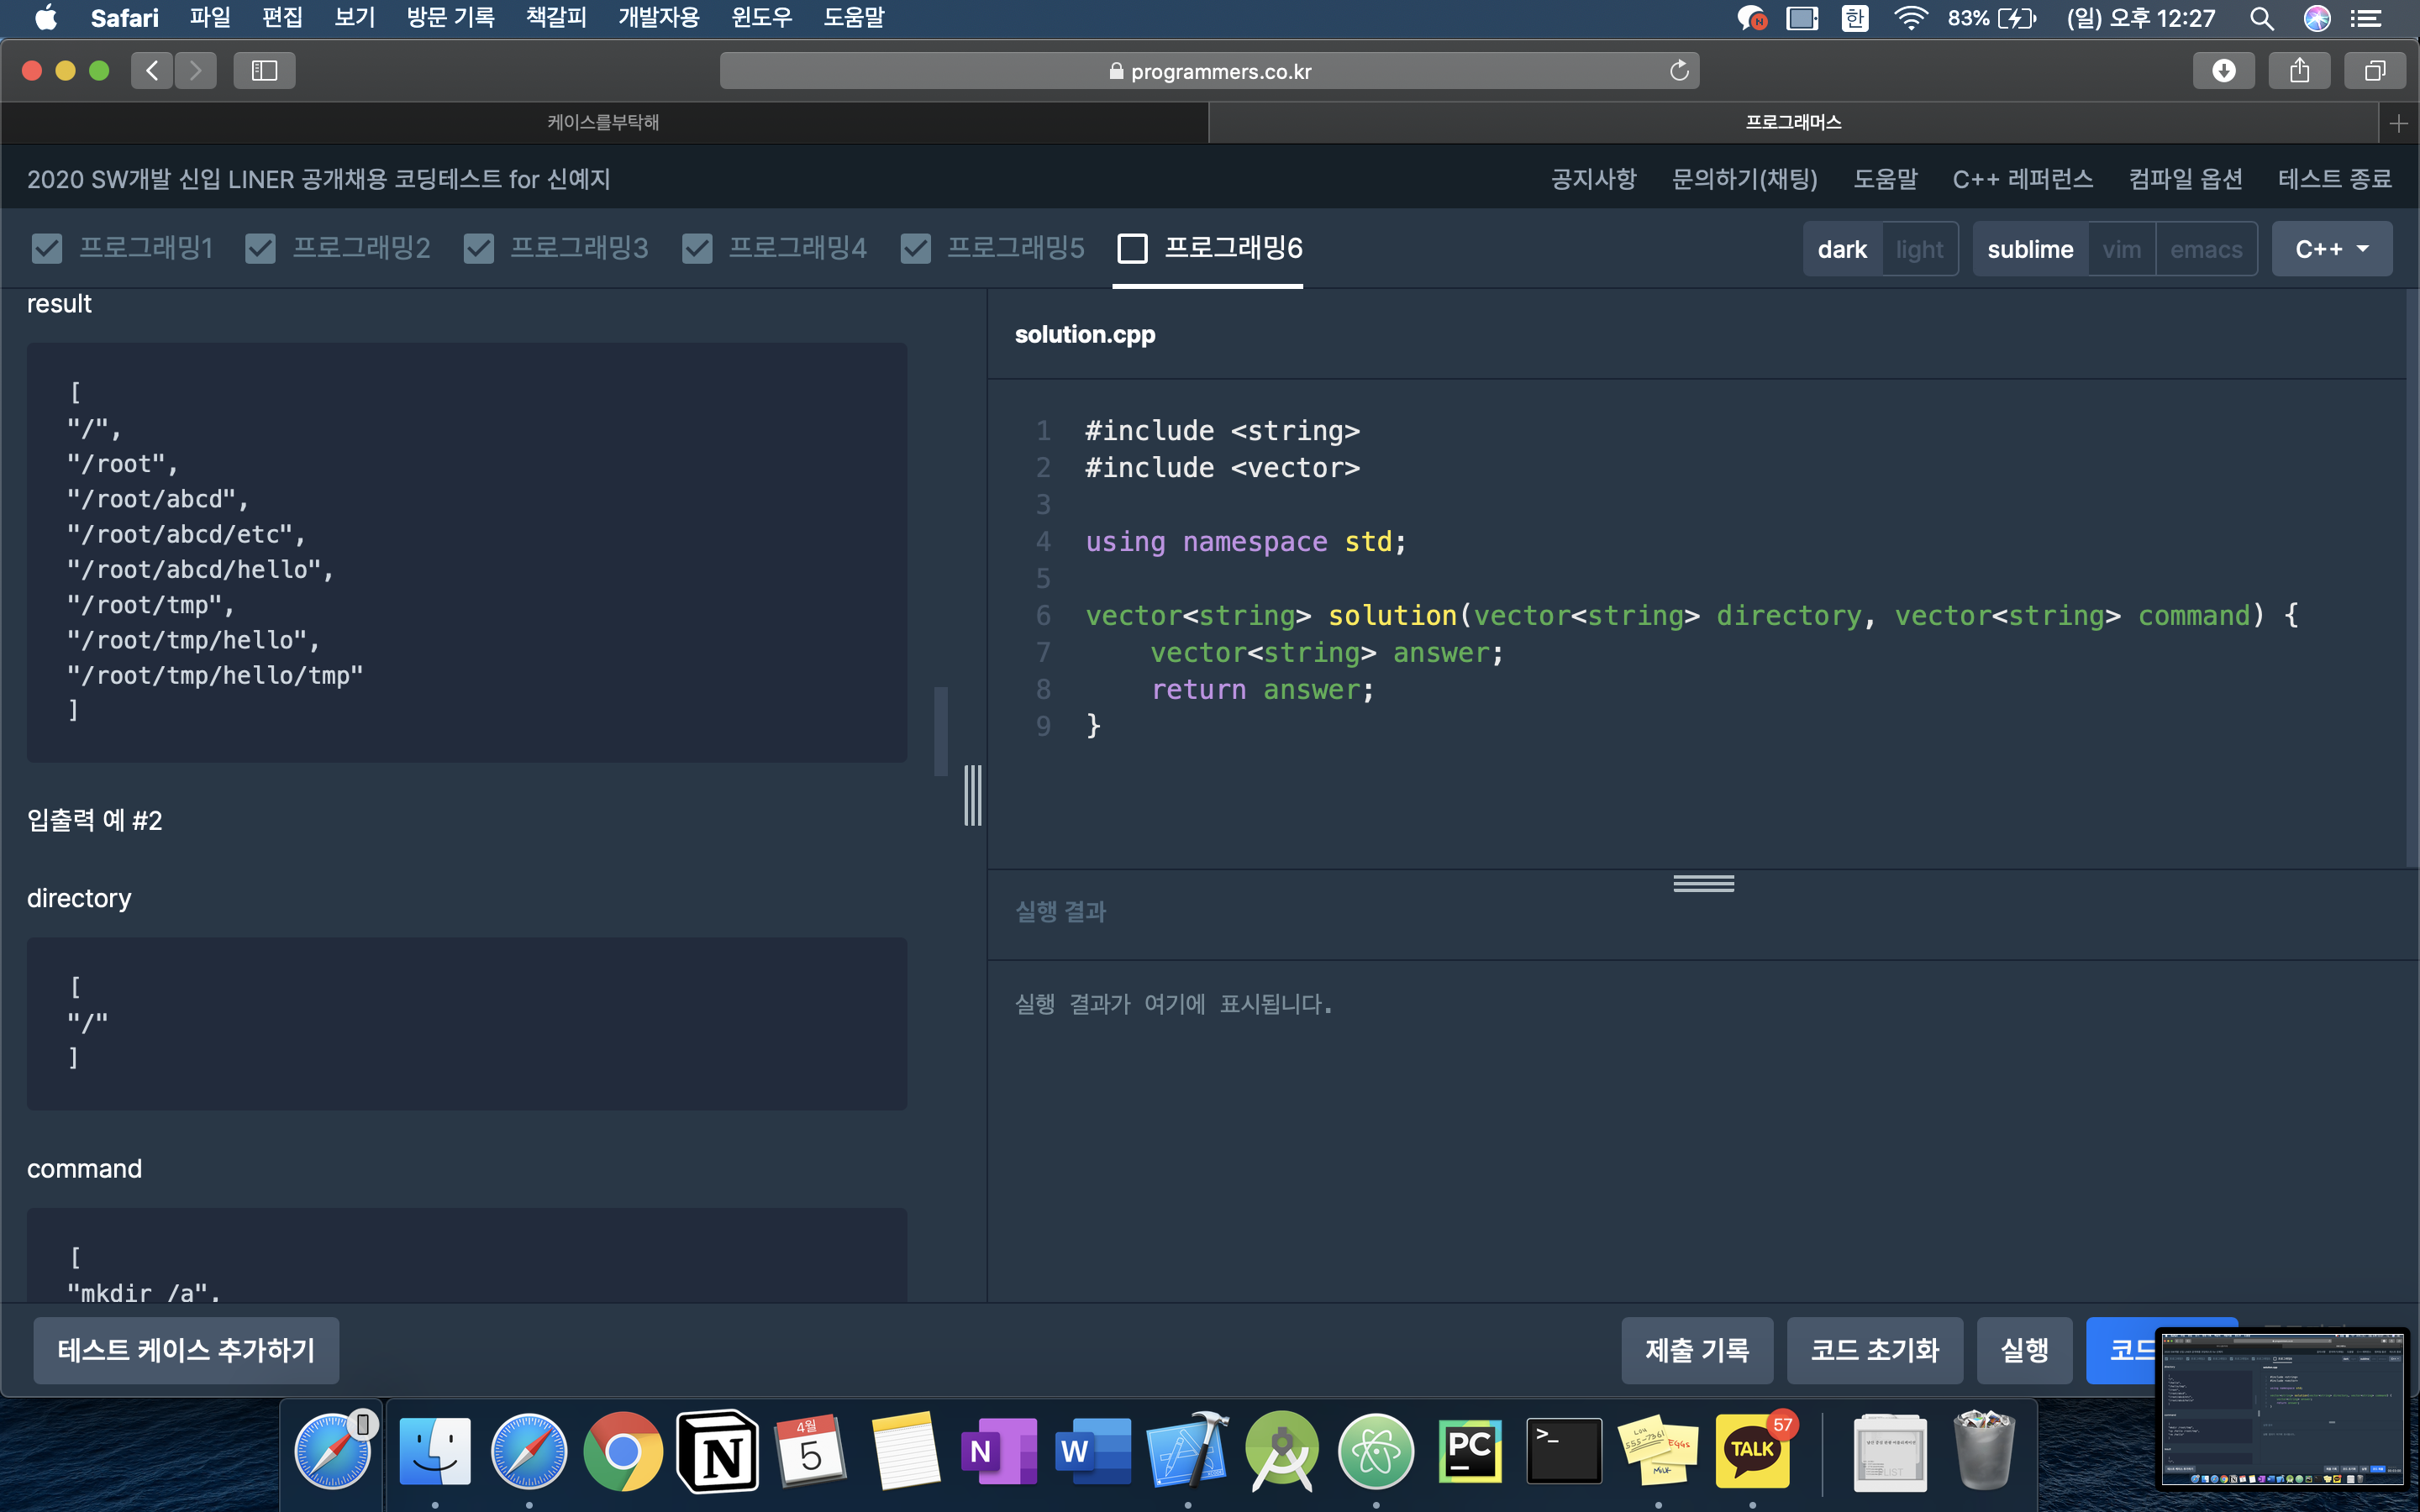 Safari 파일 편집 보기 방문 기록 책갈피 개발자용 윈도우 도움말 한 83% (일) 오후 12:27
programmers.co.kr
케이스를부탁해 프로그래머스
2020 SW개발 신입 LINER 공개채용 코딩테스트 for 신예지 공지사항 문의하기(채팅) 도움말 C++ 레퍼런스 컴파일 옵션 테스트 종료
프로그래밍1 프로그래밍2 프로그래밍3 프로그래밍4 프로그래밍5 프로그래밍6 dark light sublime vim emacs C++
result
[
"/",
"/root",
"/root/abcd",
"/root/abcd/etc",
"/root/abcd/hello",
"/root/tmp",
"/root/tmp/hello",
"/root/tmp/hello/tmp"
]
입출력 예 #2
directory
[
"/"
]
command
[
"mkdir /a",
solution.cpp
1 #include <string>
2 #include <vector>
3
4 using namespace std;
5
6 vector<string> solution(vector<string> directory, vector<string> command) {
7 vector<string> answer;
8 return answer;
9 }
실행 결과
실행 결과가 여기에 표시됩니다.
테스트 케이스 추가하기 제출 기록 코드 초기화 실행
4월
5
N
N
W
PC
>_
LOU
555-7361
EGGS
MILK
TALK
57